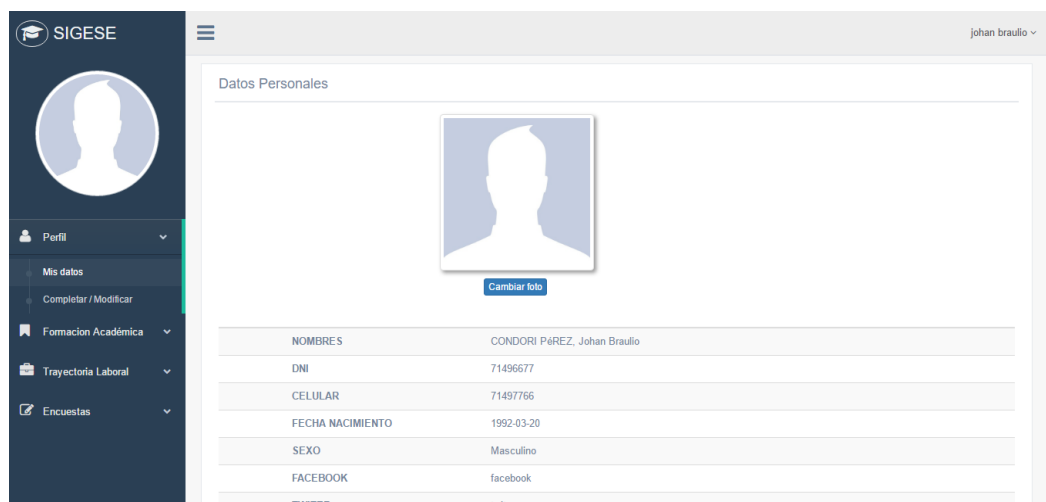 SIGESE
johan braulio
Perfil
Mis datos
Completar / Modificar
Formacion Académica
Trayectoria Laboral
Encuestas
Datos Personales
Cambiar foto
NOMBRES CONDORI PéREZ, Johan Braulio
DNI 71496677
CELULAR 71497766
FECHA NACIMIENTO 1992-03-20
SEXO Masculino
FACEBOOK facebook